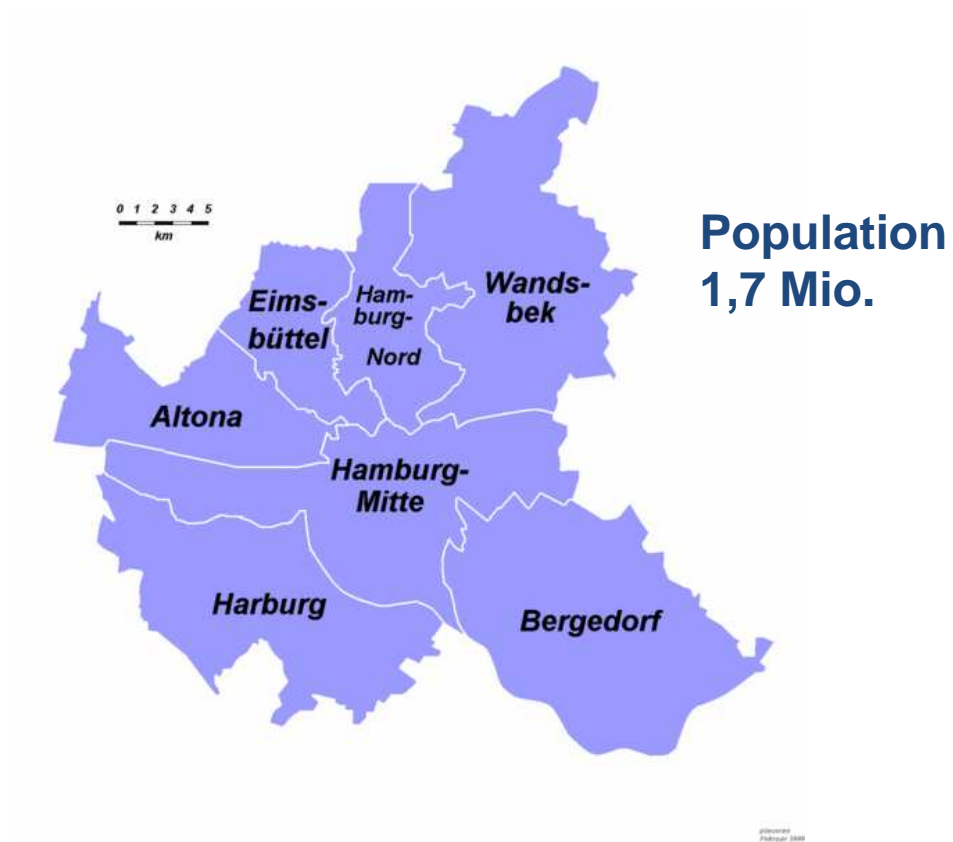 0 1 2 3 4 5
km
Population
1,7 Mio.
Wands-
bek
Eims-
büttel
Ham-
burg-
Nord
Altona
Hamburg-
Mitte
Harburg
Bergedorf